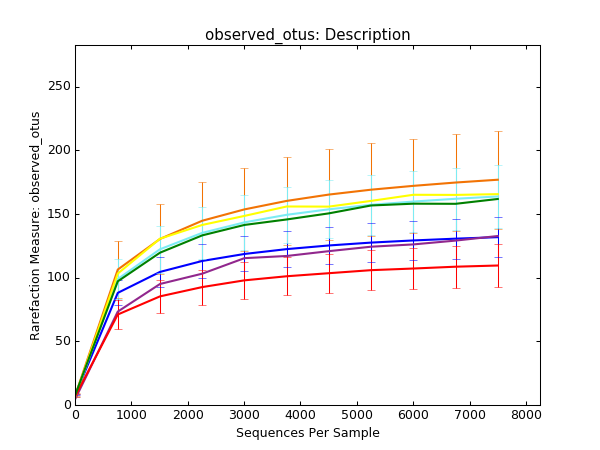 observed_otus: Description
Rarefaction Measure: observed_otus
250
200
150
100
50
0
0 1000 2000 3000 4000 5000 6000 7000 8000
Sequences Per Sample